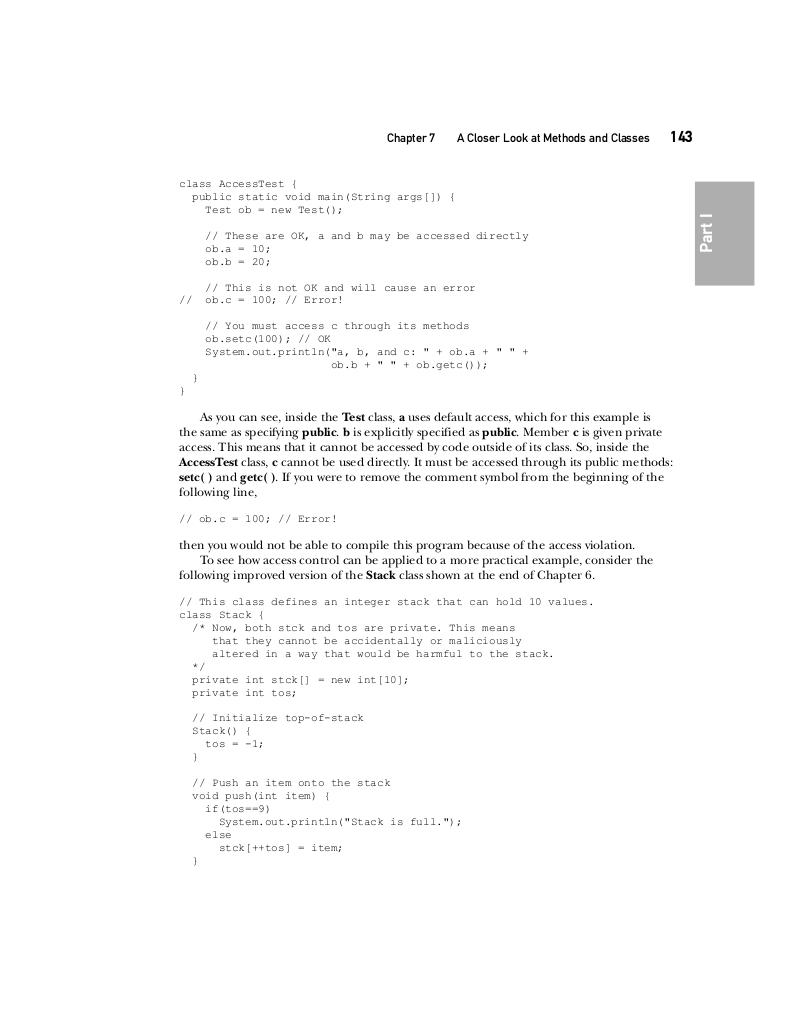 Chapter 7 A Closer Look at Methods and Classes 143
Part I
class AccessTest {
  public static void main(String args[]) {
    Test ob = new Test();

    // These are OK, a and b may be accessed directly
    ob.a = 10;
    ob.b = 20;

    // This is not OK and will cause an error
//  ob.c = 100; // Error!

    // You must access c through its methods
    ob.setc(100); // OK
    System.out.println("a, b, and c: " + ob.a + " " +
                       ob.b + " " + ob.getc());
  }
}
As you can see, inside the Test class, a uses default access, which for this example is
the same as specifying public. b is explicitly specified as public. Member c is given private
access. This means that it cannot be accessed by code outside of its class. So, inside the
AccessTest class, c cannot be used directly. It must be accessed through its public methods:
setc( ) and getc( ). If you were to remove the comment symbol from the beginning of the
following line,
// ob.c = 100; // Error!
then you would not be able to compile this program because of the access violation.
To see how access control can be applied to a more practical example, consider the
following improved version of the Stack class shown at the end of Chapter 6.
// This class defines an integer stack that can hold 10 values.
class Stack {
  /* Now, both stck and tos are private. This means
     that they cannot be accidentally or maliciously
     altered in a way that would be harmful to the stack.
  */
  private int stck[] = new int[10];
  private int tos;

  // Initialize top-of-stack
  Stack() {
    tos = -1;
  }

  // Push an item onto the stack
  void push(int item) {
    if(tos==9)
      System.out.println("Stack is full.");
    else
      stck[++tos] = item;
  }